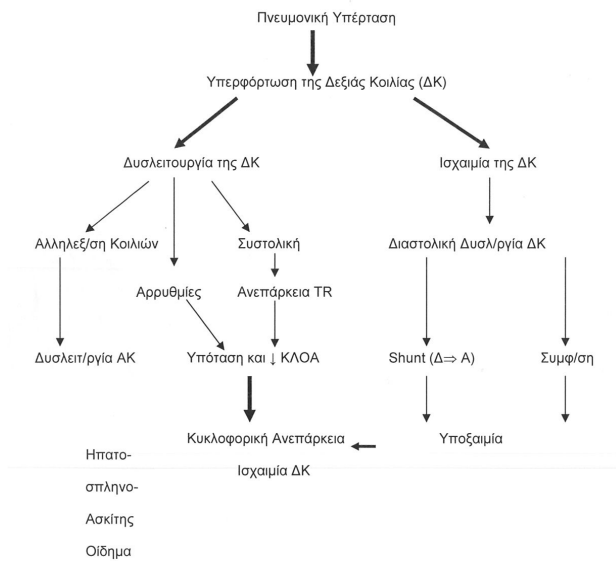 Πνευμονική Υπέρταση
Υπερφόρτωση της Δεξιάς Κοιλίας (ΔΚ)
Δυσλειτουργία της ΔΚ
Ισχαιμία της ΔΚ
Αλληλεξ/ση Κοιλιών
Συστολική
Διαστολική Δυσλ/ργία ΔΚ
Αρρυθμίες
Ανεπάρκεια TR
Δυσλειτ/ργία ΑΚ
Υπόταση και ↓ ΚΛΟΑ
Shunt (Δ⇒ Α)
Συμφ/ση
Κυκλοφορική Ανεπάρκεια
Υποξαιμία
Ηπατο-
Ισχαιμία ΔΚ
σπληνο-
Ασκίτης
Οίδημα